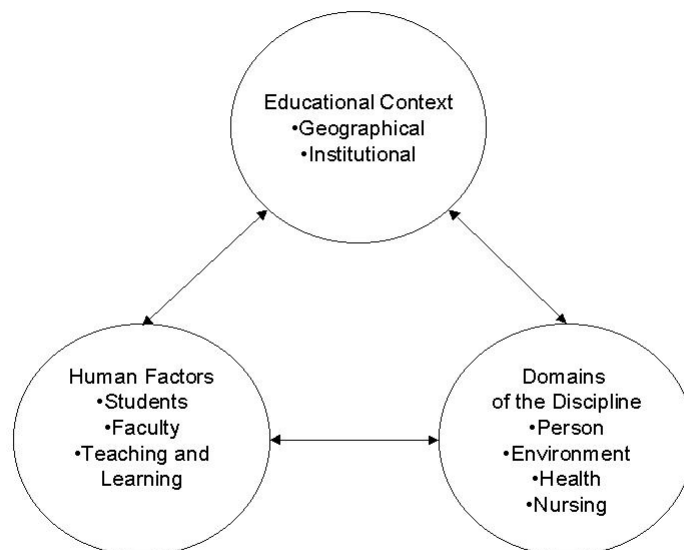 Educational Context
•Geographical
•Institutional
Human Factors
•Students
•Faculty
•Teaching and
Learning
Domains
of the Discipline
•Person
•Environment
•Health
•Nursing